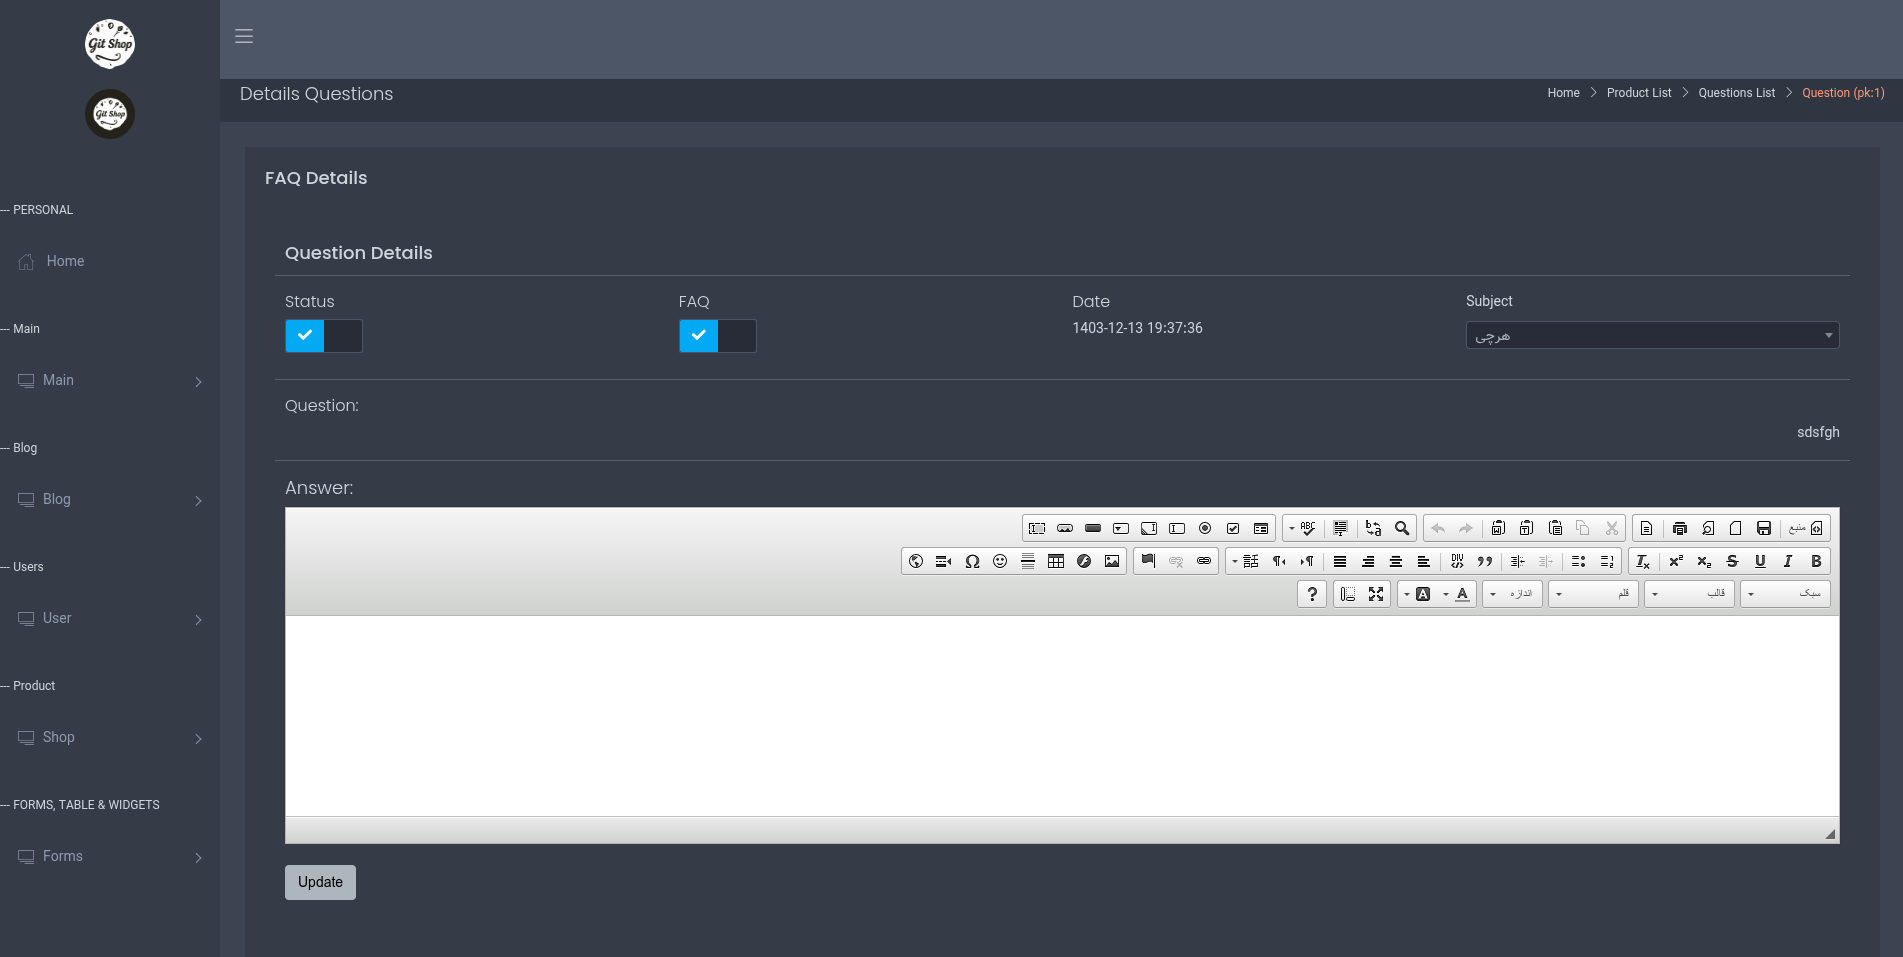 Git Shop
Git Shop
--- PERSONAL
Home
--- Main
Main
--- Blog
Blog
--- Users
User
--- Product
Shop
--- FORMS, TABLE & WIDGETS
Forms
Details Questions
Home > Product List > Questions List > Question (pk:1)
FAQ Details
Question Details
Status
FAQ
Date
1403-12-13 19:37:36
Subject
هرچی
Question:
sdsfgh
Answer:
منبع
سبک
قالب
قلم
اندازه
Update